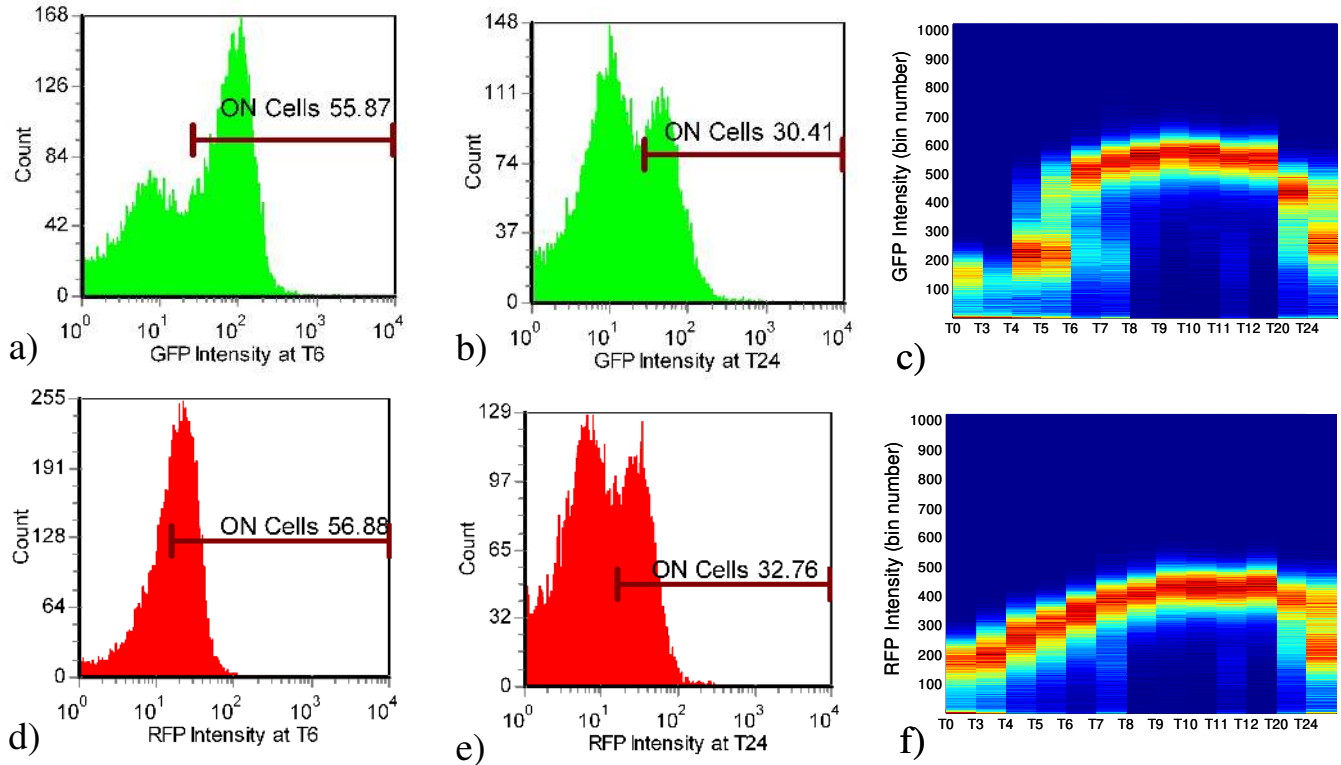 168
126
84
42
0
Count
ON Cells 55.87
10^0 10^1 10^2 10^3 10^4
GFP Intensity at T6
a)
148
111
74
37
0
Count
ON Cells 30.41
10^0 10^1 10^2 10^3 10^4
GFP Intensity at T24
b)
1000
900
800
700
600
500
400
300
200
100
GFP Intensity (bin number)
T0 T3 T4 T5 T6 T7 T8 T9 T10 T11 T12 T20 T24
c)
255
191
128
64
0
Count
ON Cells 56.88
10^0 10^1 10^2 10^3 10^4
RFP Intensity at T6
d)
129
97
65
32
0
Count
ON Cells 32.76
10^0 10^1 10^2 10^3 10^4
RFP Intensity at T24
e)
1000
900
800
700
600
500
400
300
200
100
RFP Intensity (bin number)
T0 T3 T4 T5 T6 T7 T8 T9 T10 T11 T12 T20 T24
f)